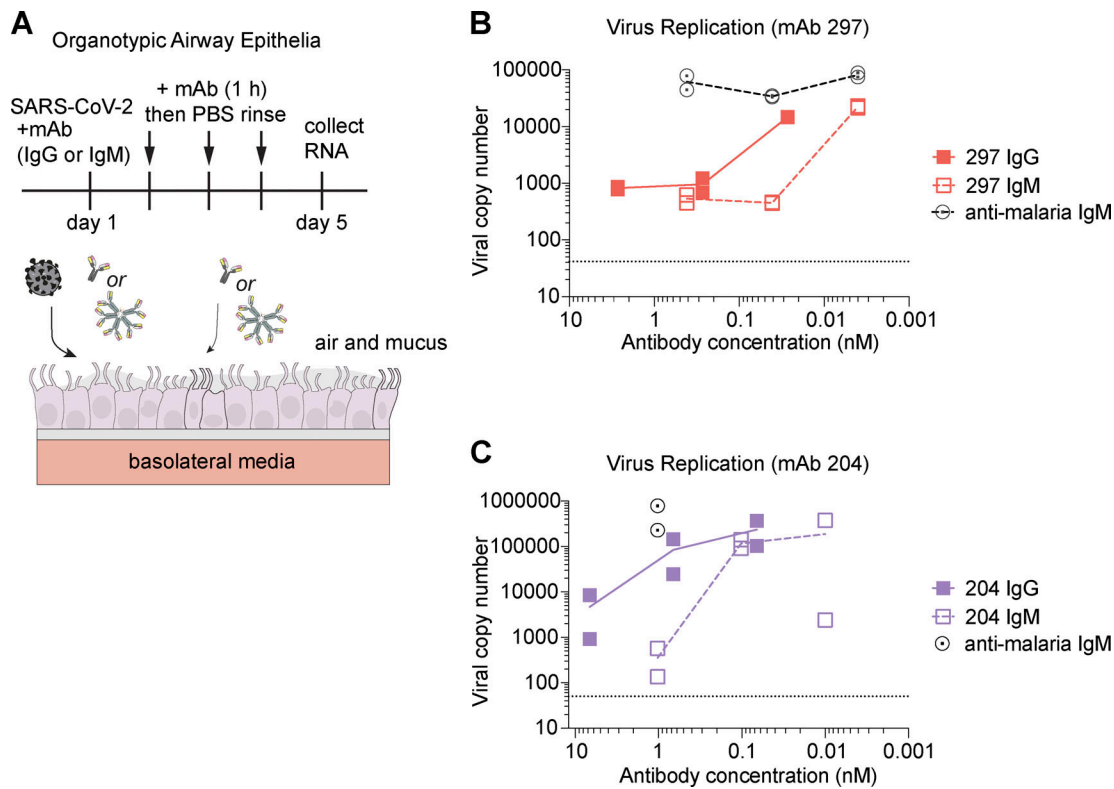 A
Organotypic Airway Epithelia
SARS-CoV-2
+mAb
(IgG or IgM)
+ mAb (1 h)
then PBS rinse
collect
RNA
day 1
day 5
or
or
air and mucus
basolateral media
B
Virus Replication (mAb 297)
Viral copy number
100000
10000
1000
100
10
10
1
0.1
0.01
0.001
Antibody concentration (nM)
297 IgG
297 IgM
anti-malaria IgM
C
Virus Replication (mAb 204)
Viral copy number
1000000
100000
10000
1000
100
10
10
1
0.1
0.01
0.001
Antibody concentration (nM)
204 IgG
204 IgM
anti-malaria IgM